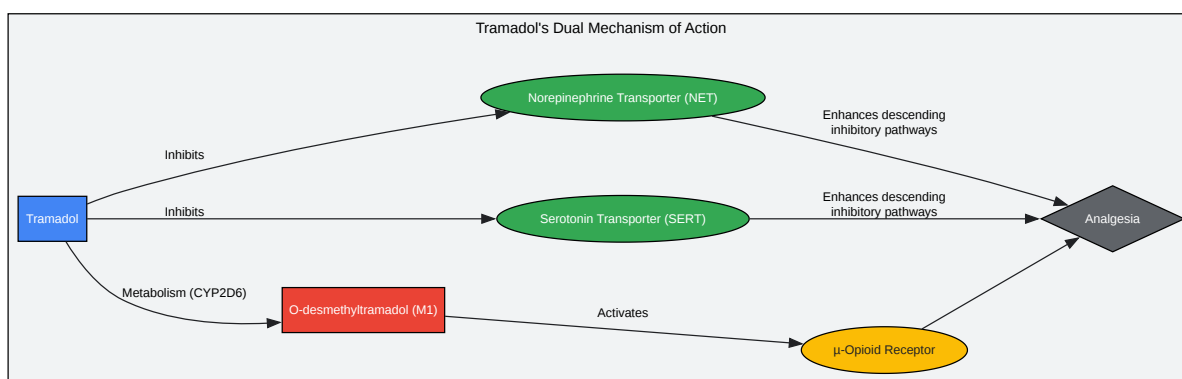 Tramadol's Dual Mechanism of Action
Norepinephrine Transporter (NET)
Enhances descending
inhibitory pathways
Inhibits
Tramadol
Inhibits
Serotonin Transporter (SERT)
Enhances descending
inhibitory pathways
Analgesia
Metabolism (CYP2D6)
O-desmethyltramadol (M1)
Activates
µ-Opioid Receptor